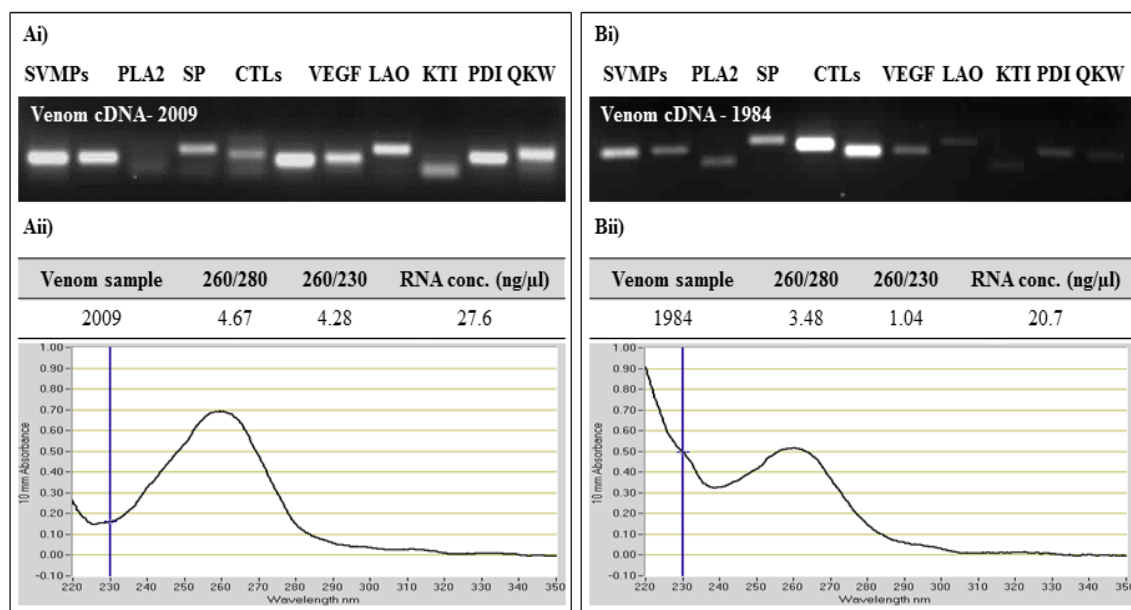 Ai)
SVMPs PLA2 SP CTLs VEGF LAO KTI PDI QKW
Venom cDNA- 2009
Aii)
Venom sample 260/280 260/230 RNA conc. (ng/µl)
2009 4.67 4.28 27.6
1.00
0.90
0.80
0.70
0.60
0.50
0.40
0.30
0.20
0.10
0.00
-0.10
10 mm Absorbance
220 230 240 250 260 270 280 290 300 310 320 330 340 350
Wavelength nm
Bi)
SVMPs PLA2 SP CTLs VEGF LAO KTI PDI QKW
Venom cDNA - 1984
Bii)
Venom sample 260/280 260/230 RNA conc. (ng/µl)
1984 3.48 1.04 20.7
1.00
0.90
0.80
0.70
0.60
0.50
0.40
0.30
0.20
0.10
0.00
-0.10
10 mm Absorbance
220 230 240 250 260 270 280 290 300 310 320 330 340 350
Wavelength nm